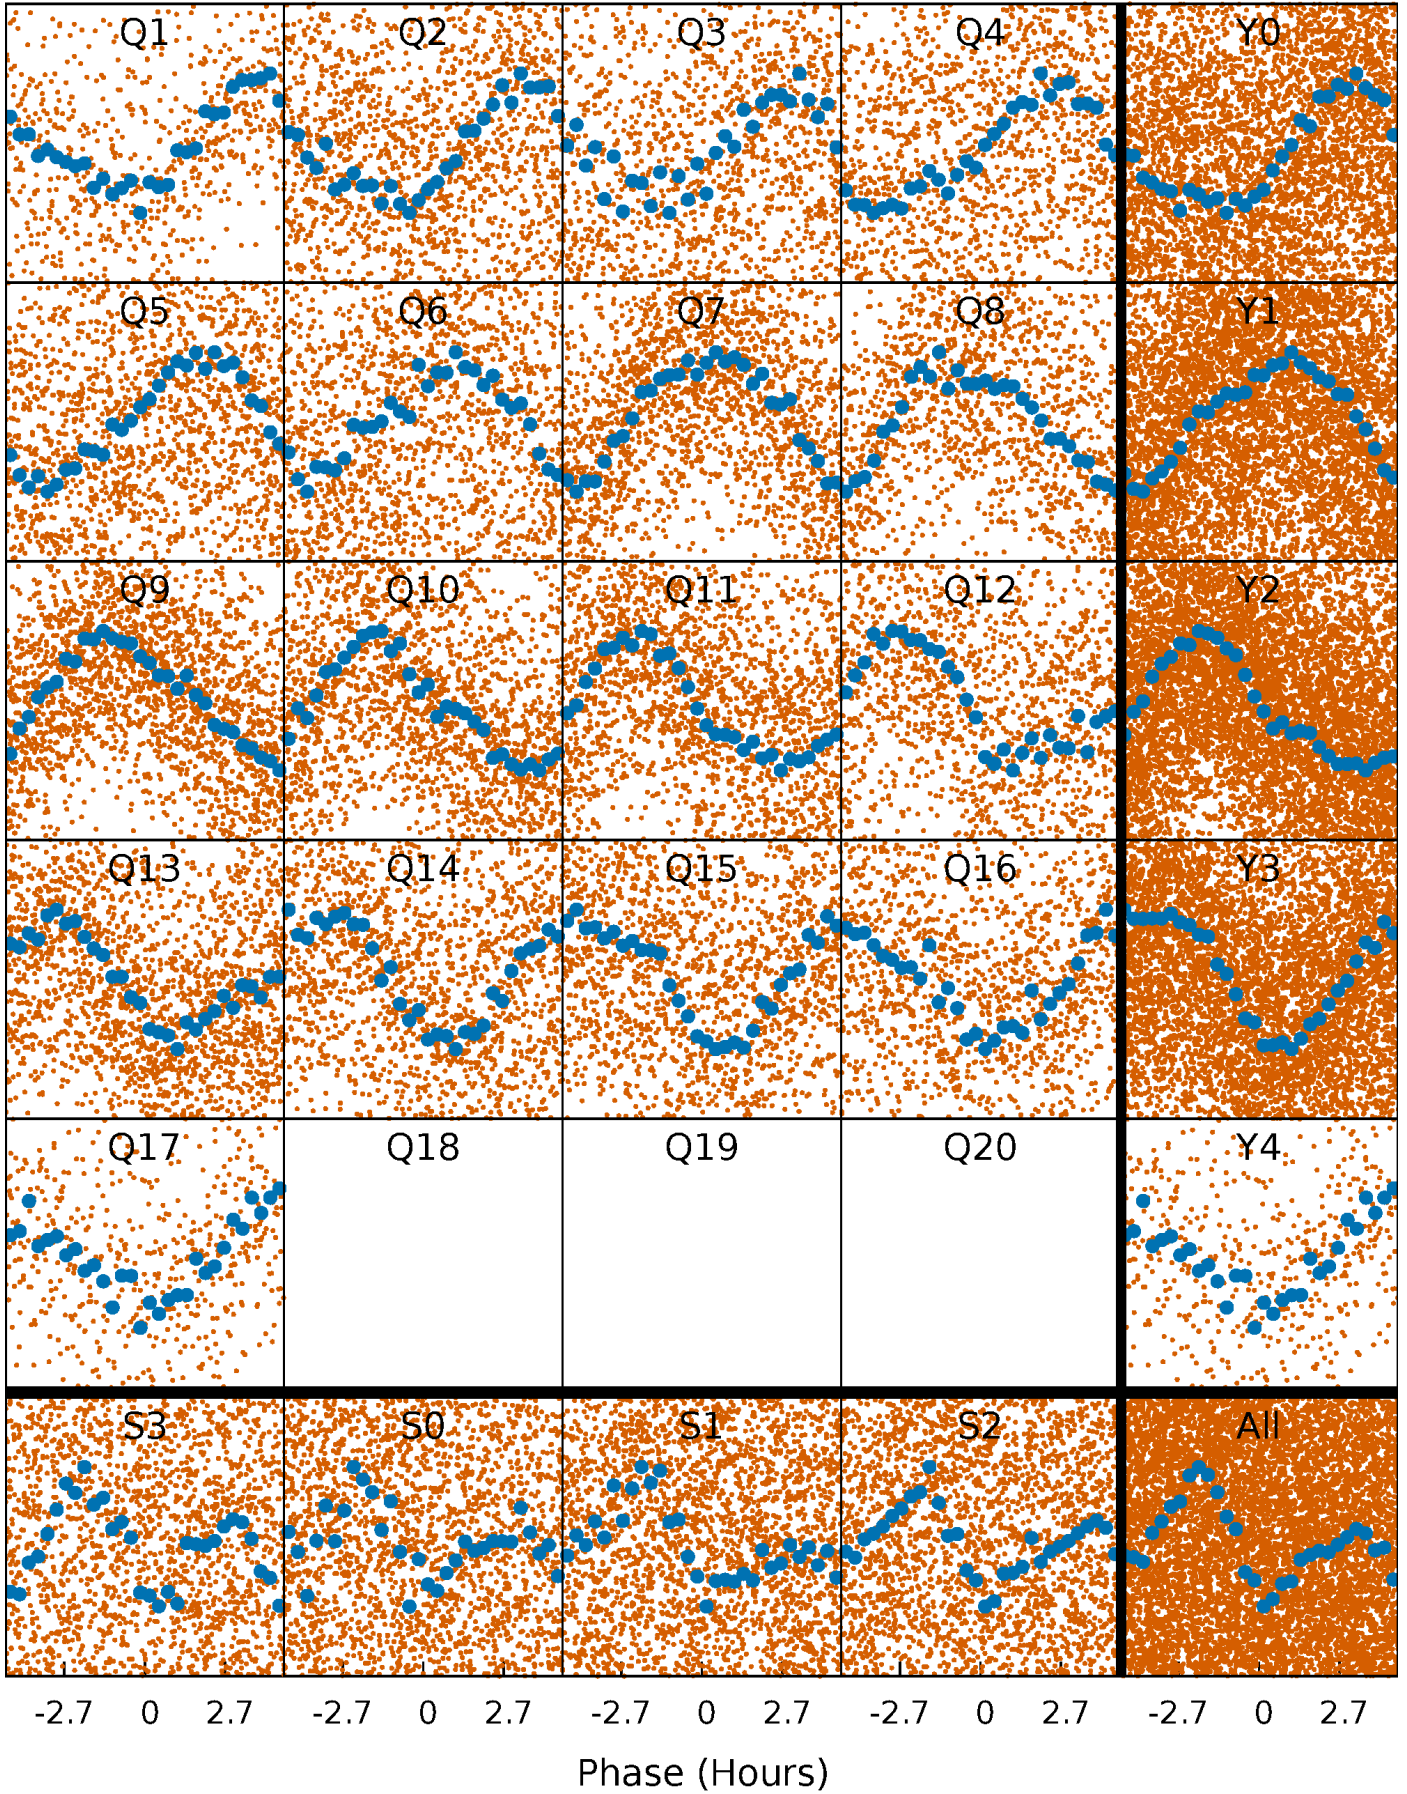 Q1 Q2 Q3 Q4 Y0
Q5 Q6 Q7 Q8 Y1
Q9 Q10 Q11 Q12 Y2
Q13 Q14 Q15 Q16 Y3
Q17 Q18 Q19 Q20 Y4
S3 S0 S1 S2 All
-2.7 0 2.7 -2.7 0 2.7 -2.7 0 2.7 -2.7 0 2.7 -2.7 0 2.7
Phase (Hours)